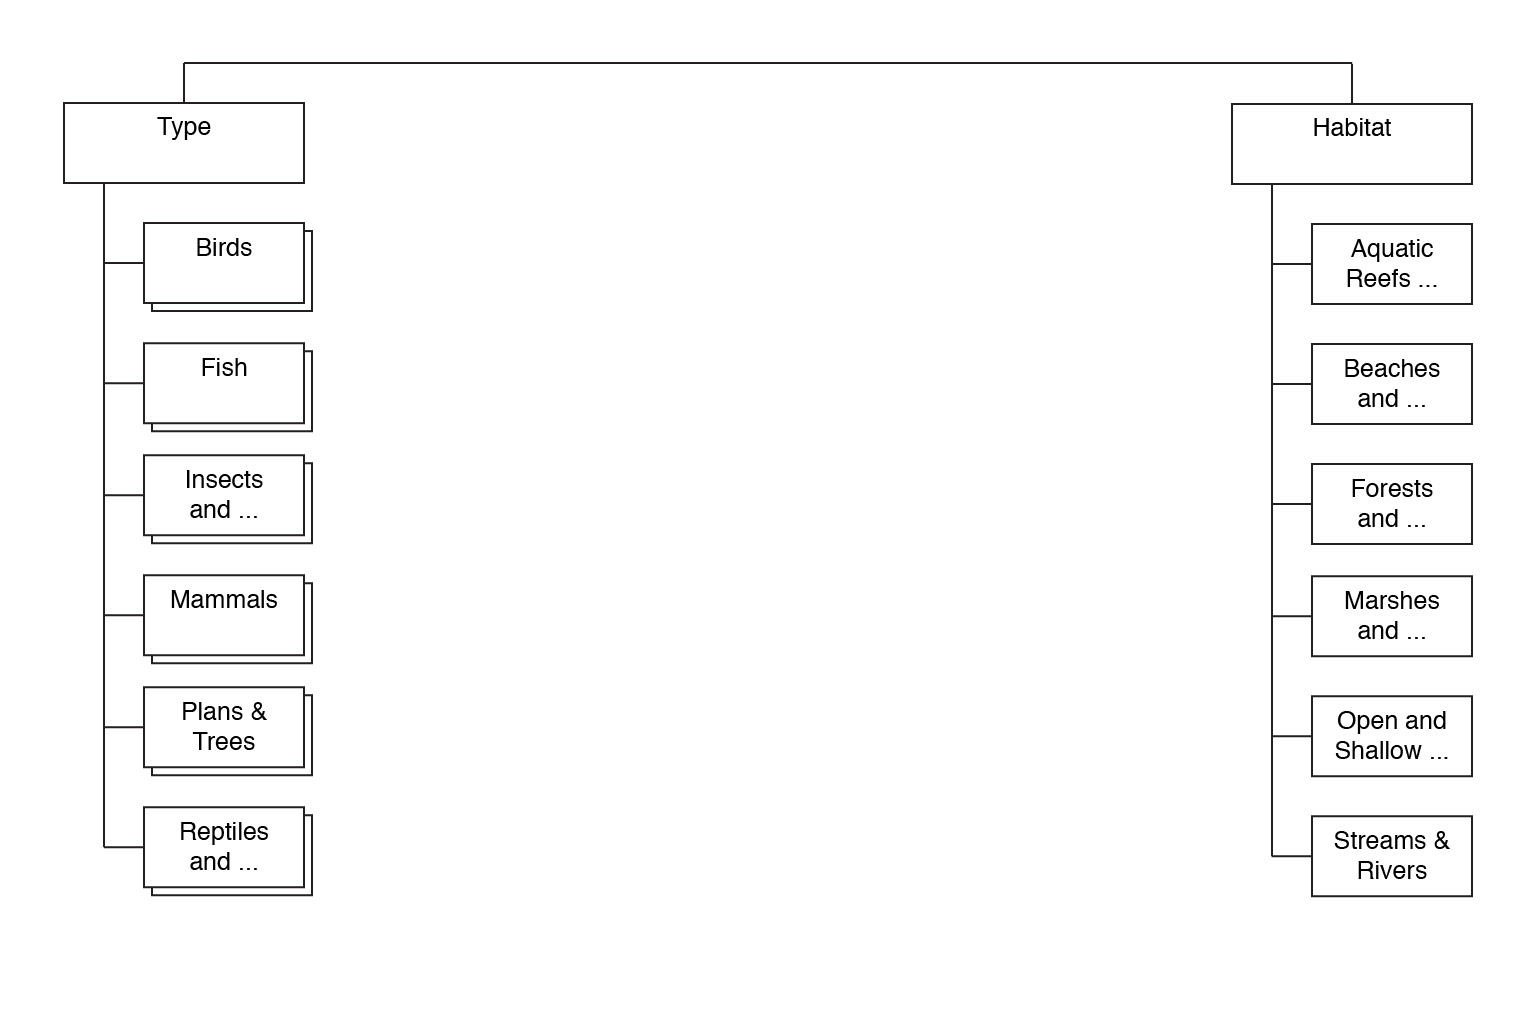 Type
Birds
Fish
Insects
and ...
Mammals
Plans &
Trees
Reptiles
and ...
Habitat
Aquatic
Reefs ...
Beaches
and ...
Forests
and ...
Marshes
and ...
Open and
Shallow ...
Streams &
Rivers